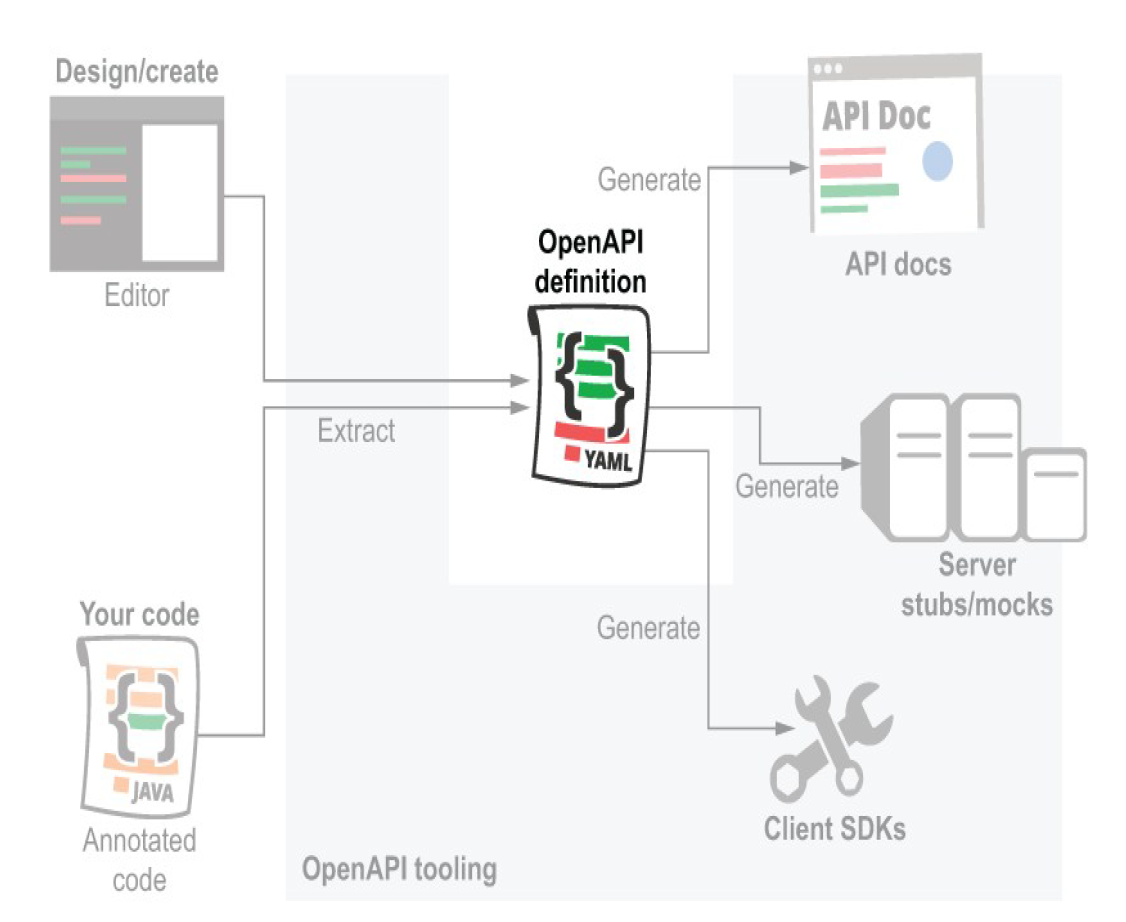 Design/create
Editor
Your code
JAVA
Annotated
code
Extract
OpenAPI
definition
YAML
Generate
API Doc
API docs
Generate
Server
stubs/mocks
Generate
Client SDKs
OpenAPI tooling